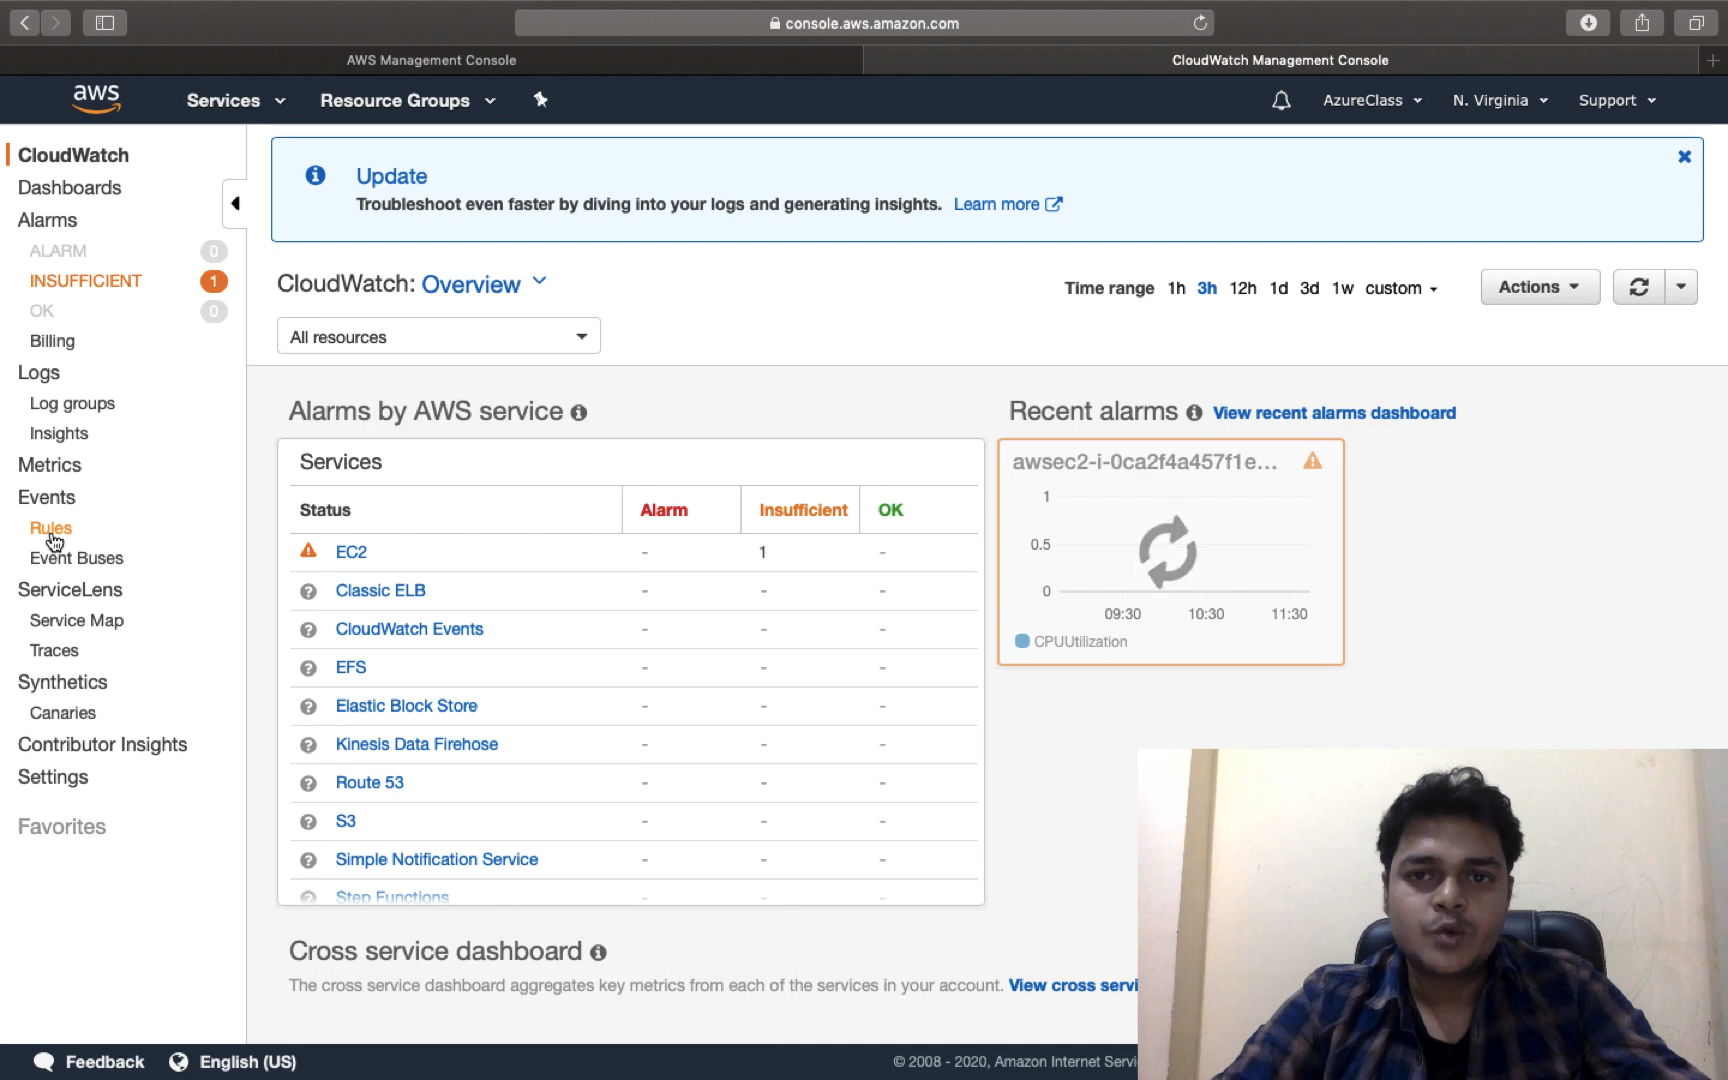 console.aws.amazon.com
AWS Management Console
CloudWatch Management Console
aws
Services
Resource Groups
AzureClass
N. Virginia
Support
CloudWatch
Dashboards
Alarms
ALARM 0
INSUFFICIENT 1
OK 0
Billing
Logs
Log groups
Insights
Metrics
Events
Rules
Event Buses
ServiceLens
Service Map
Traces
Synthetics
Canaries
Contributor Insights
Settings
Favorites
Update
Troubleshoot even faster by diving into your logs and generating insights. Learn more
CloudWatch: Overview
Time range 1h 3h 12h 1d 3d 1w custom
Actions
All resources
Alarms by AWS service
Services
Status Alarm Insufficient OK
EC2 - 1 -
Classic ELB - - -
CloudWatch Events - - -
EFS - - -
Elastic Block Store - - -
Kinesis Data Firehose - - -
Route 53 - - -
S3 - - -
Simple Notification Service - - -
Step Functions - - -
Recent alarms View recent alarms dashboard
awsec2-i-0ca2f4a457f1e...
1
0.5
0
09:30 10:30 11:30
CPUUtilization
Cross service dashboard
The cross service dashboard aggregates key metrics from each of the services in your account. View cross servi
Feedback
English (US)
© 2008 - 2020, Amazon Internet Servi